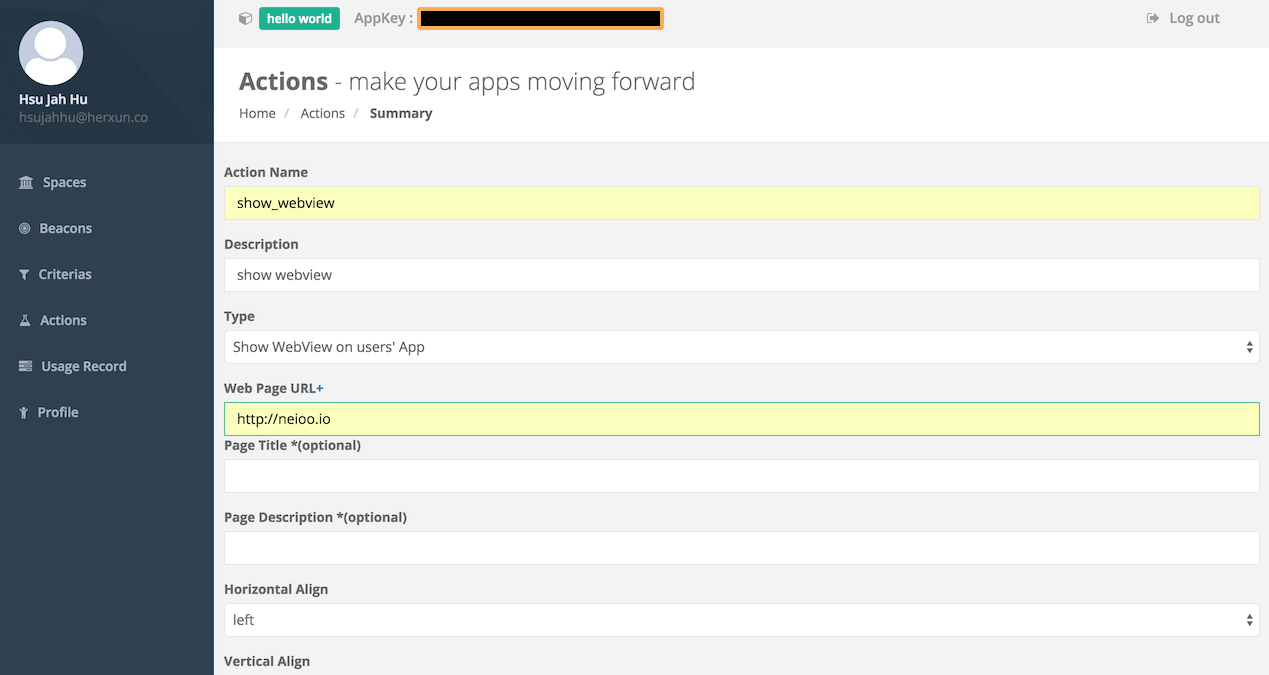 hello world AppKey : Log out
Hsu Jah Hu
hsujahhu@herxun.co
Spaces
Beacons
Criterias
Actions
Usage Record
Profile
Actions - make your apps moving forward
Home / Actions / Summary
Action Name
show_webview
Description
show webview
Type
Show WebView on users' App
Web Page URL+
http://neioo.io
Page Title *(optional)
Page Description *(optional)
Horizontal Align
left
Vertical Align